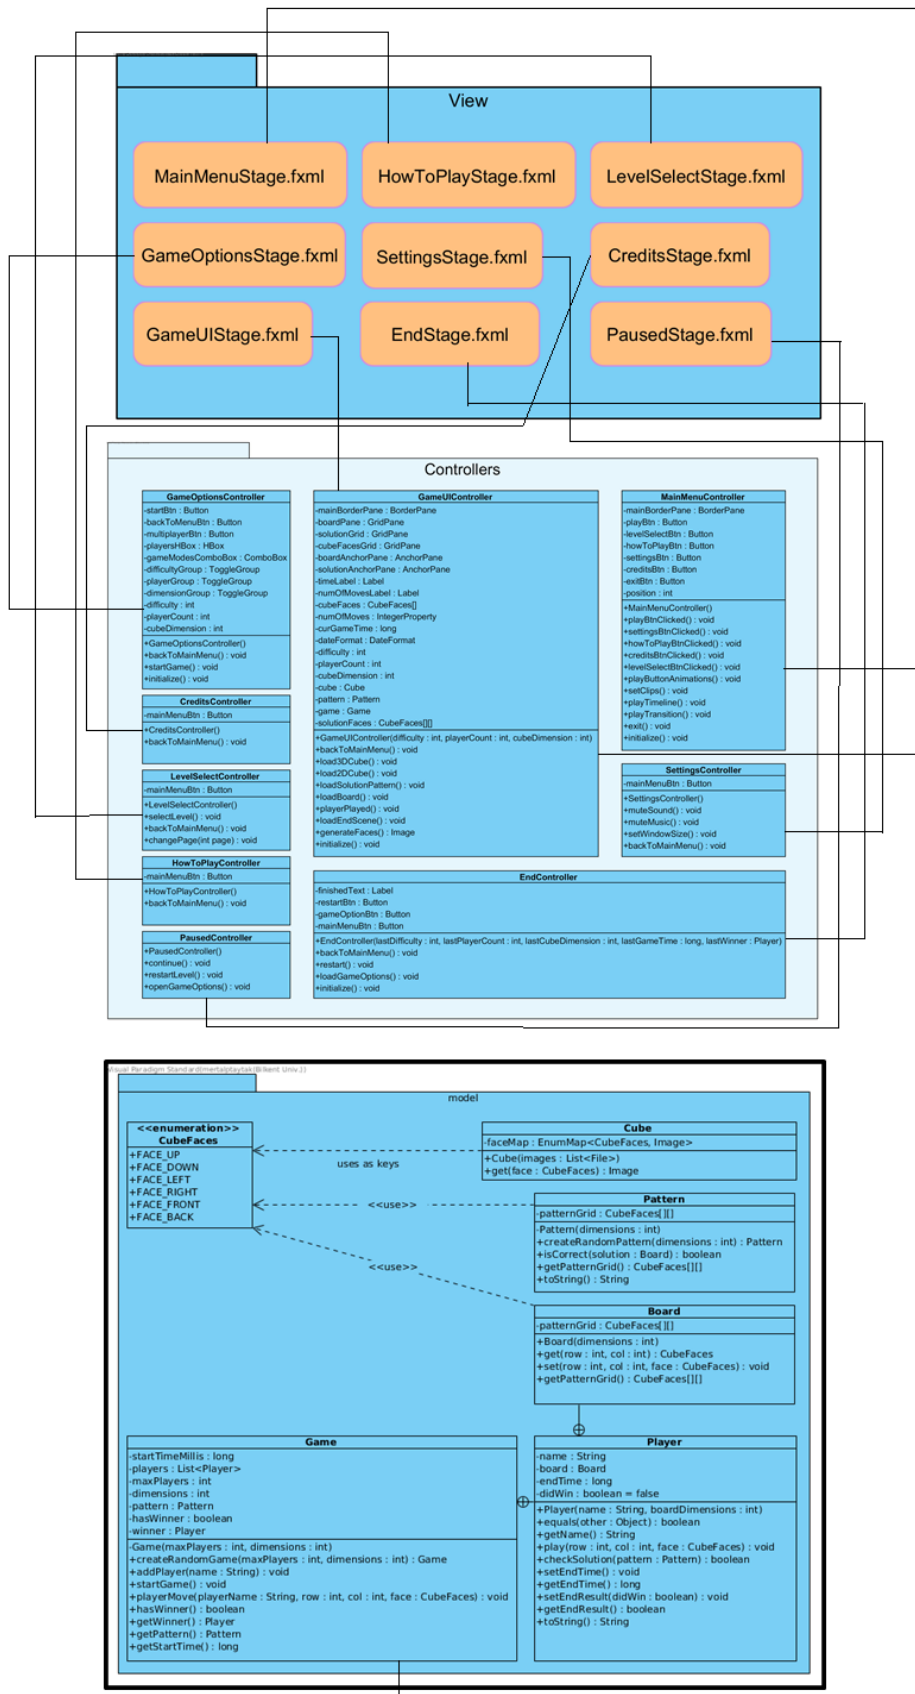 View
MainMenuStage.fxml
HowToPlayStage.fxml
LevelSelectStage.fxml
GameOptionsStage.fxml
SettingsStage.fxml
CreditsStage.fxml
GameUIStage.fxml
EndStage.fxml
PausedStage.fxml
Controllers
GameOptionsController
-startBtn : Button
-backToMenuBtn : Button
-multiplayerBtn : Button
-playersHBox : HBox
-gameModesComboBox : ComboBox
-difficultyGroup : ToggleGroup
-playerGroup : ToggleGroup
-dimensionGroup : ToggleGroup
-difficulty : int
-playerCount : int
-cubeDimension : int
+GameOptionsController()
+backToMainMenu() : void
+startGame() : void
+initialize() : void
CreditsController
-mainMenuBtn : Button
+CreditsController()
+backToMainMenu() : void
LevelSelectController
-mainMenuBtn : Button
+LevelSelectController()
+selectLevel() : void
+backToMainMenu() : void
+changePage(int page) : void
HowToPlayController
-mainMenuBtn : Button
+HowToPlayController()
+backToMainMenu() : void
PausedController
+PausedController()
+continue() : void
+restartLevel() : void
+openGameOptions() : void
GameUIController
-mainBorderPane : BorderPane
-boardPane : GridPane
-solutionGrid : GridPane
-cubeFacesGrid : GridPane
-boardAnchorPane : AnchorPane
-solutionAnchorPane : AnchorPane
-timeLabel : Label
-numOfMovesLabel : Label
-cubeFaces : CubeFaces[]
-numOfMoves : IntegerProperty
-curGameTime : long
-dateFormat : DateFormat
-difficulty : int
-playerCount : int
-cubeDimension : int
-cube : Cube
-pattern : Pattern
-game : Game
-solutionFaces : CubeFaces[][]
+GameUIController(difficulty : int, playerCount : int, cubeDimension : int)
+backToMainMenu() : void
+load3DCube() : void
+load2DCube() : void
+loadSolutionPattern() : void
+loadBoard() : void
+playerPlayed() : void
+loadEndScene() : void
+generateFaces() : Image
+initialize() : void
MainMenuController
-mainBorderPane : BorderPane
-playBtn : Button
-levelSelectBtn : Button
-howToPlayBtn : Button
-settingsBtn : Button
-creditsBtn : Button
-exitBtn : Button
-position : int
+MainMenuController()
+playBtnClicked() : void
+settingsBtnClicked() : void
+howToPlayBtnClicked() : void
+creditsBtnClicked() : void
+levelSelectBtnClicked() : void
+playButtonAnimations() : void
+setClips() : void
+playTimeline() : void
+playTransition() : void
+exit() : void
+initialize() : void
SettingsController
-mainMenuBtn : Button
+SettingsController()
+muteSound() : void
+muteMusic() : void
+setWindowSize() : void
+backToMainMenu() : void
EndController
-finishedText : Label
-restartBtn : Button
-gameOptionBtn : Button
-mainMenuBtn : Button
+EndController(lastDifficulty : int, lastPlayerCount : int, lastCubeDimension : int, lastGameTime : long, lastWinner : Player)
+backToMainMenu() : void
+restart() : void
+loadGameOptions() : void
+initialize() : void
Visual Paradigm Standard(mertalptaytak(Bilkent Univ.))
model
<<enumeration>>
CubeFaces
+FACE_UP
+FACE_DOWN
+FACE_LEFT
+FACE_RIGHT
+FACE_FRONT
+FACE_BACK
uses as keys
<<use>>
<<use>>
Cube
-faceMap : EnumMap<CubeFaces, Image>
+Cube(images : List<File>)
+get(face : CubeFaces) : Image
Pattern
-patternGrid : CubeFaces[][]
-Pattern(dimensions : int)
+createRandomPattern(dimensions : int) : Pattern
+isCorrect(solution : Board) : boolean
+getPatternGrid() : CubeFaces[][]
+toString() : String
Board
-patternGrid : CubeFaces[][]
+Board(dimensions : int)
+get(row : int, col : int) : CubeFaces
+set(row : int, col : int, face : CubeFaces) : void
+getPatternGrid() : CubeFaces[][]
Game
-startTimeMillis : long
-players : List<Player>
-maxPlayers : int
-dimensions : int
-pattern : Pattern
-hasWinner : boolean
-winner : Player
-Game(maxPlayers : int, dimensions : int)
+createRandomGame(maxPlayers : int, dimensions : int) : Game
+addPlayer(name : String) : void
+startGame() : void
+playerMove(playerName : String, row : int, col : int, face : CubeFaces) : void
+hasWinner() : boolean
+getWinner() : Player
+getPattern() : Pattern
+getStartTime() : long
Player
-name : String
-board : Board
-endTime : long
-didWin : boolean = false
+Player(name : String, boardDimensions : int)
+equals(other : Object) : boolean
+getName() : String
+play(row : int, col : int, face : CubeFaces) : void
+checkSolution(pattern : Pattern) : boolean
+setEndTime() : void
+getEndTime() : long
+setEndResult(didWin : boolean) : void
+getEndResult() : boolean
+toString() : String